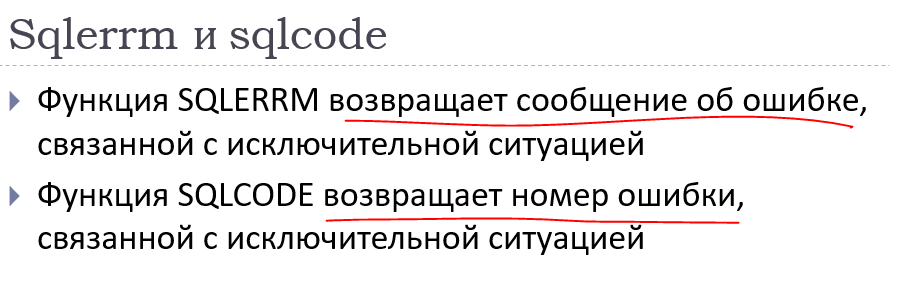 Sqlerrm и sqlcode
Функция SQLERRM возвращает сообщение об ошибке,
связанной с исключительной ситуацией
Функция SQLCODE возвращает номер ошибки,
связанной с исключительной ситуацией